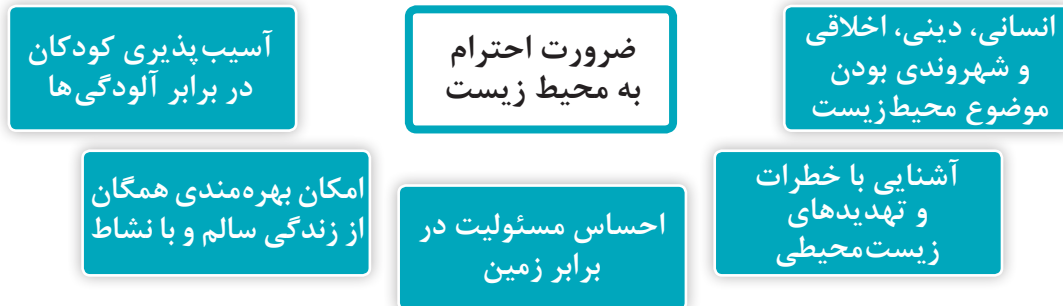 ضرورت احترام
به محیط زیست
انسانی، دینی، اخلاقی
و شهروندی بودن
موضوع محیط‌زیست
آشنایی با خطرات
و تهدیدهای
زیست‌محیطی
احساس مسئولیت در
برابر زمین
امکان بهره‌مندی همگان
از زندگی سالم و با نشاط
آسیب‌پذیری کودکان
در برابر آلودگی‌ها